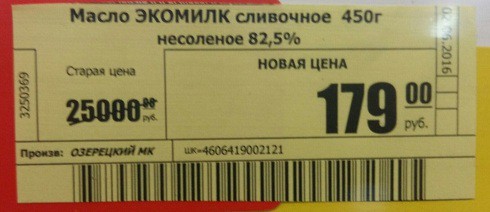 Масло ЭКОМИЛК сливочное 450г
несоленое 82,5%
Старая цена
25000 00
руб.
НОВАЯ ЦЕНА
179 00
руб.
3250369
Произв: ОЗЕРЕЦКИЙ МК
ШК=4606419002121